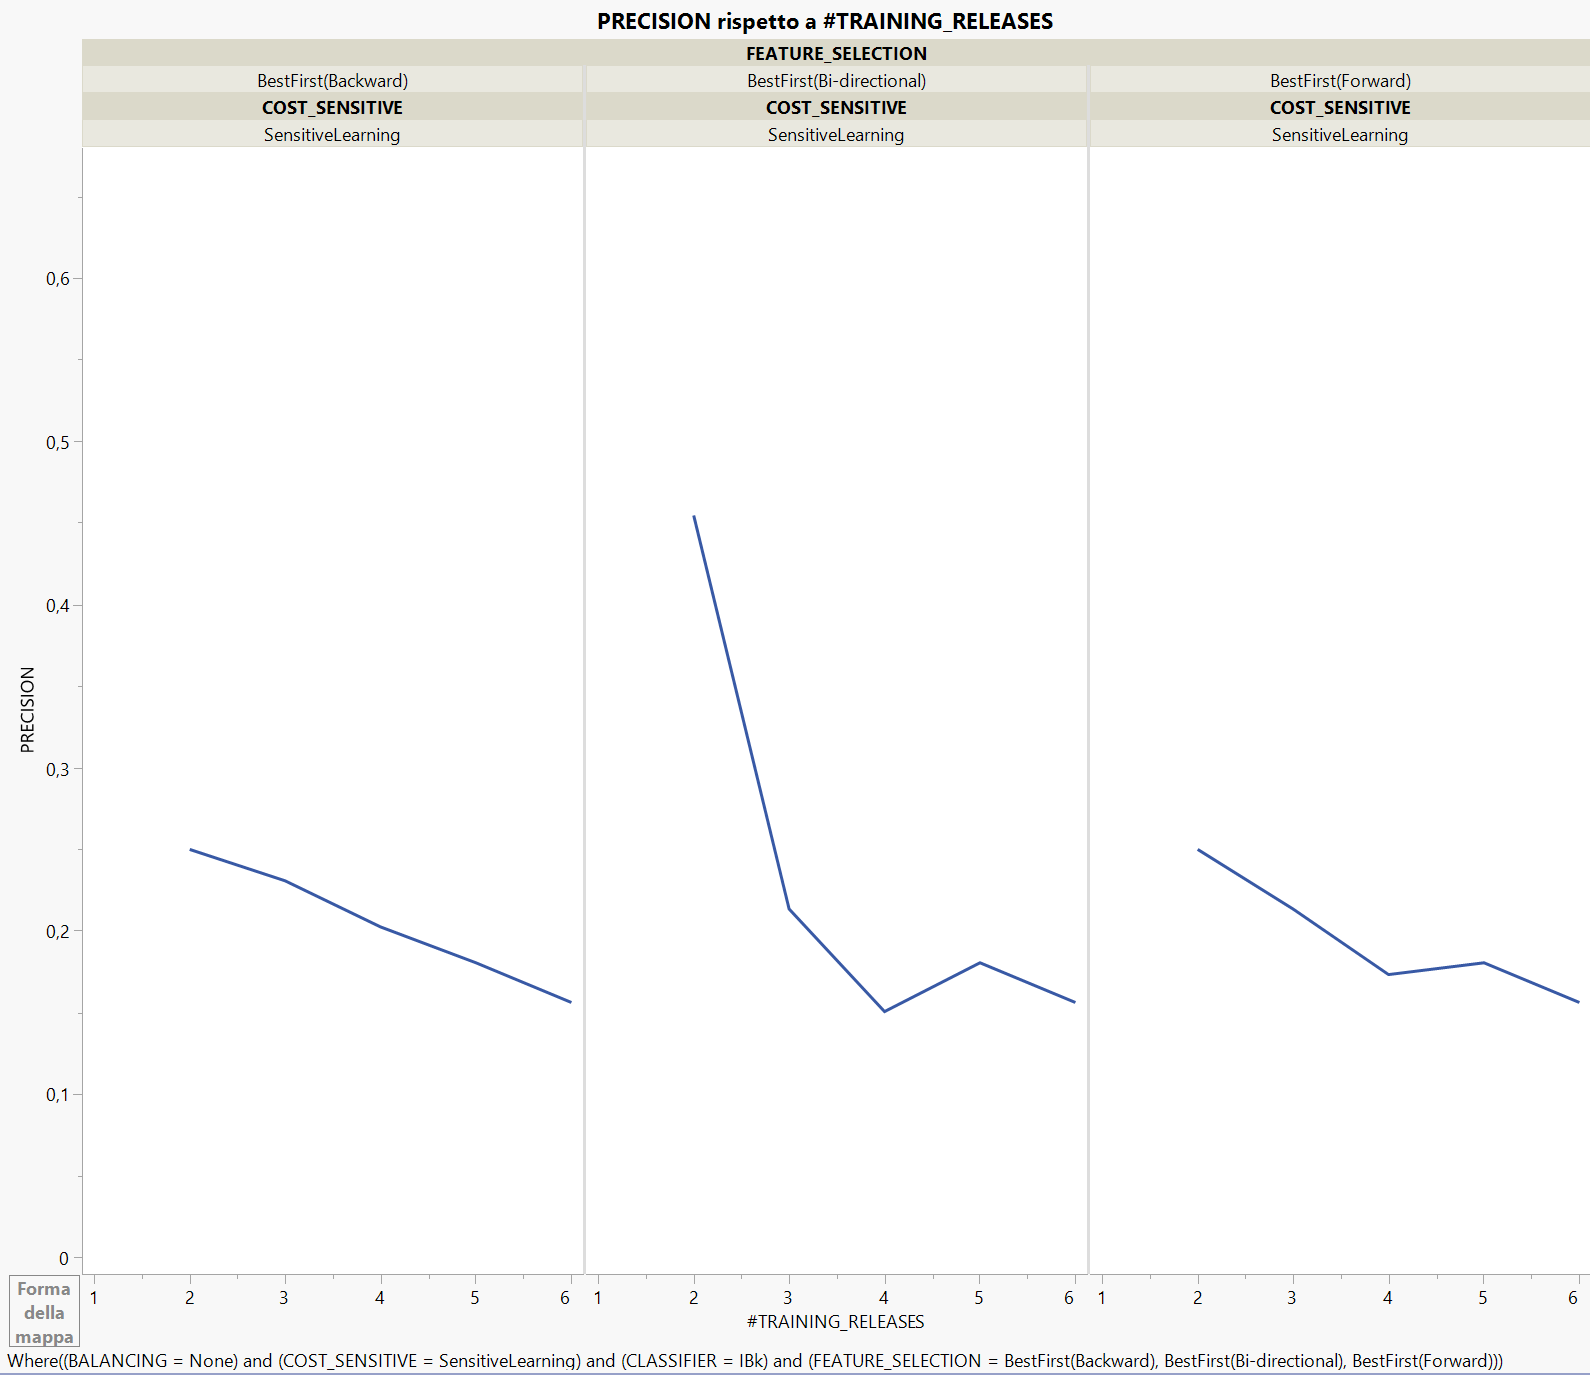 PRECISION rispetto a #TRAINING_RELEASES
FEATURE_SELECTION
BestFirst(Backward) BestFirst(Bi-directional) BestFirst(Forward)
COST_SENSITIVE COST_SENSITIVE COST_SENSITIVE
SensitiveLearning SensitiveLearning SensitiveLearning
0,6
0,5
0,4
PRECISION
0,3
0,2
0,1
0
1 2 3 4 5 6 1 2 3 4 5 6 1 2 3 4 5 6
#TRAINING_RELEASES
Forma
della
mappa
Where((BALANCING = None) and (COST_SENSITIVE = SensitiveLearning) and (CLASSIFIER = IBk) and (FEATURE_SELECTION = BestFirst(Backward), BestFirst(Bi-directional), BestFirst(Forward)))